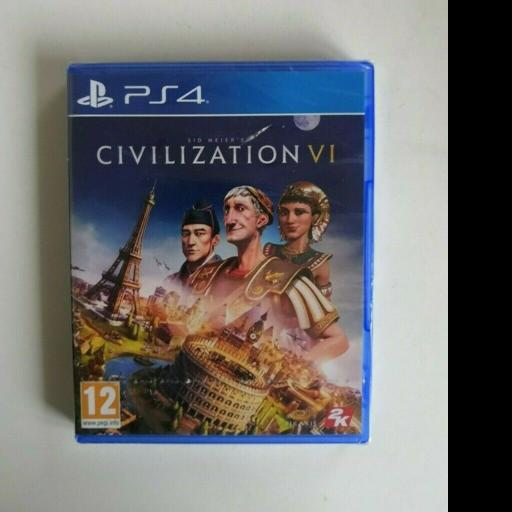 PS4
SID MEIER'S
CIVILIZATION VI
12
www.pegi.info
2K